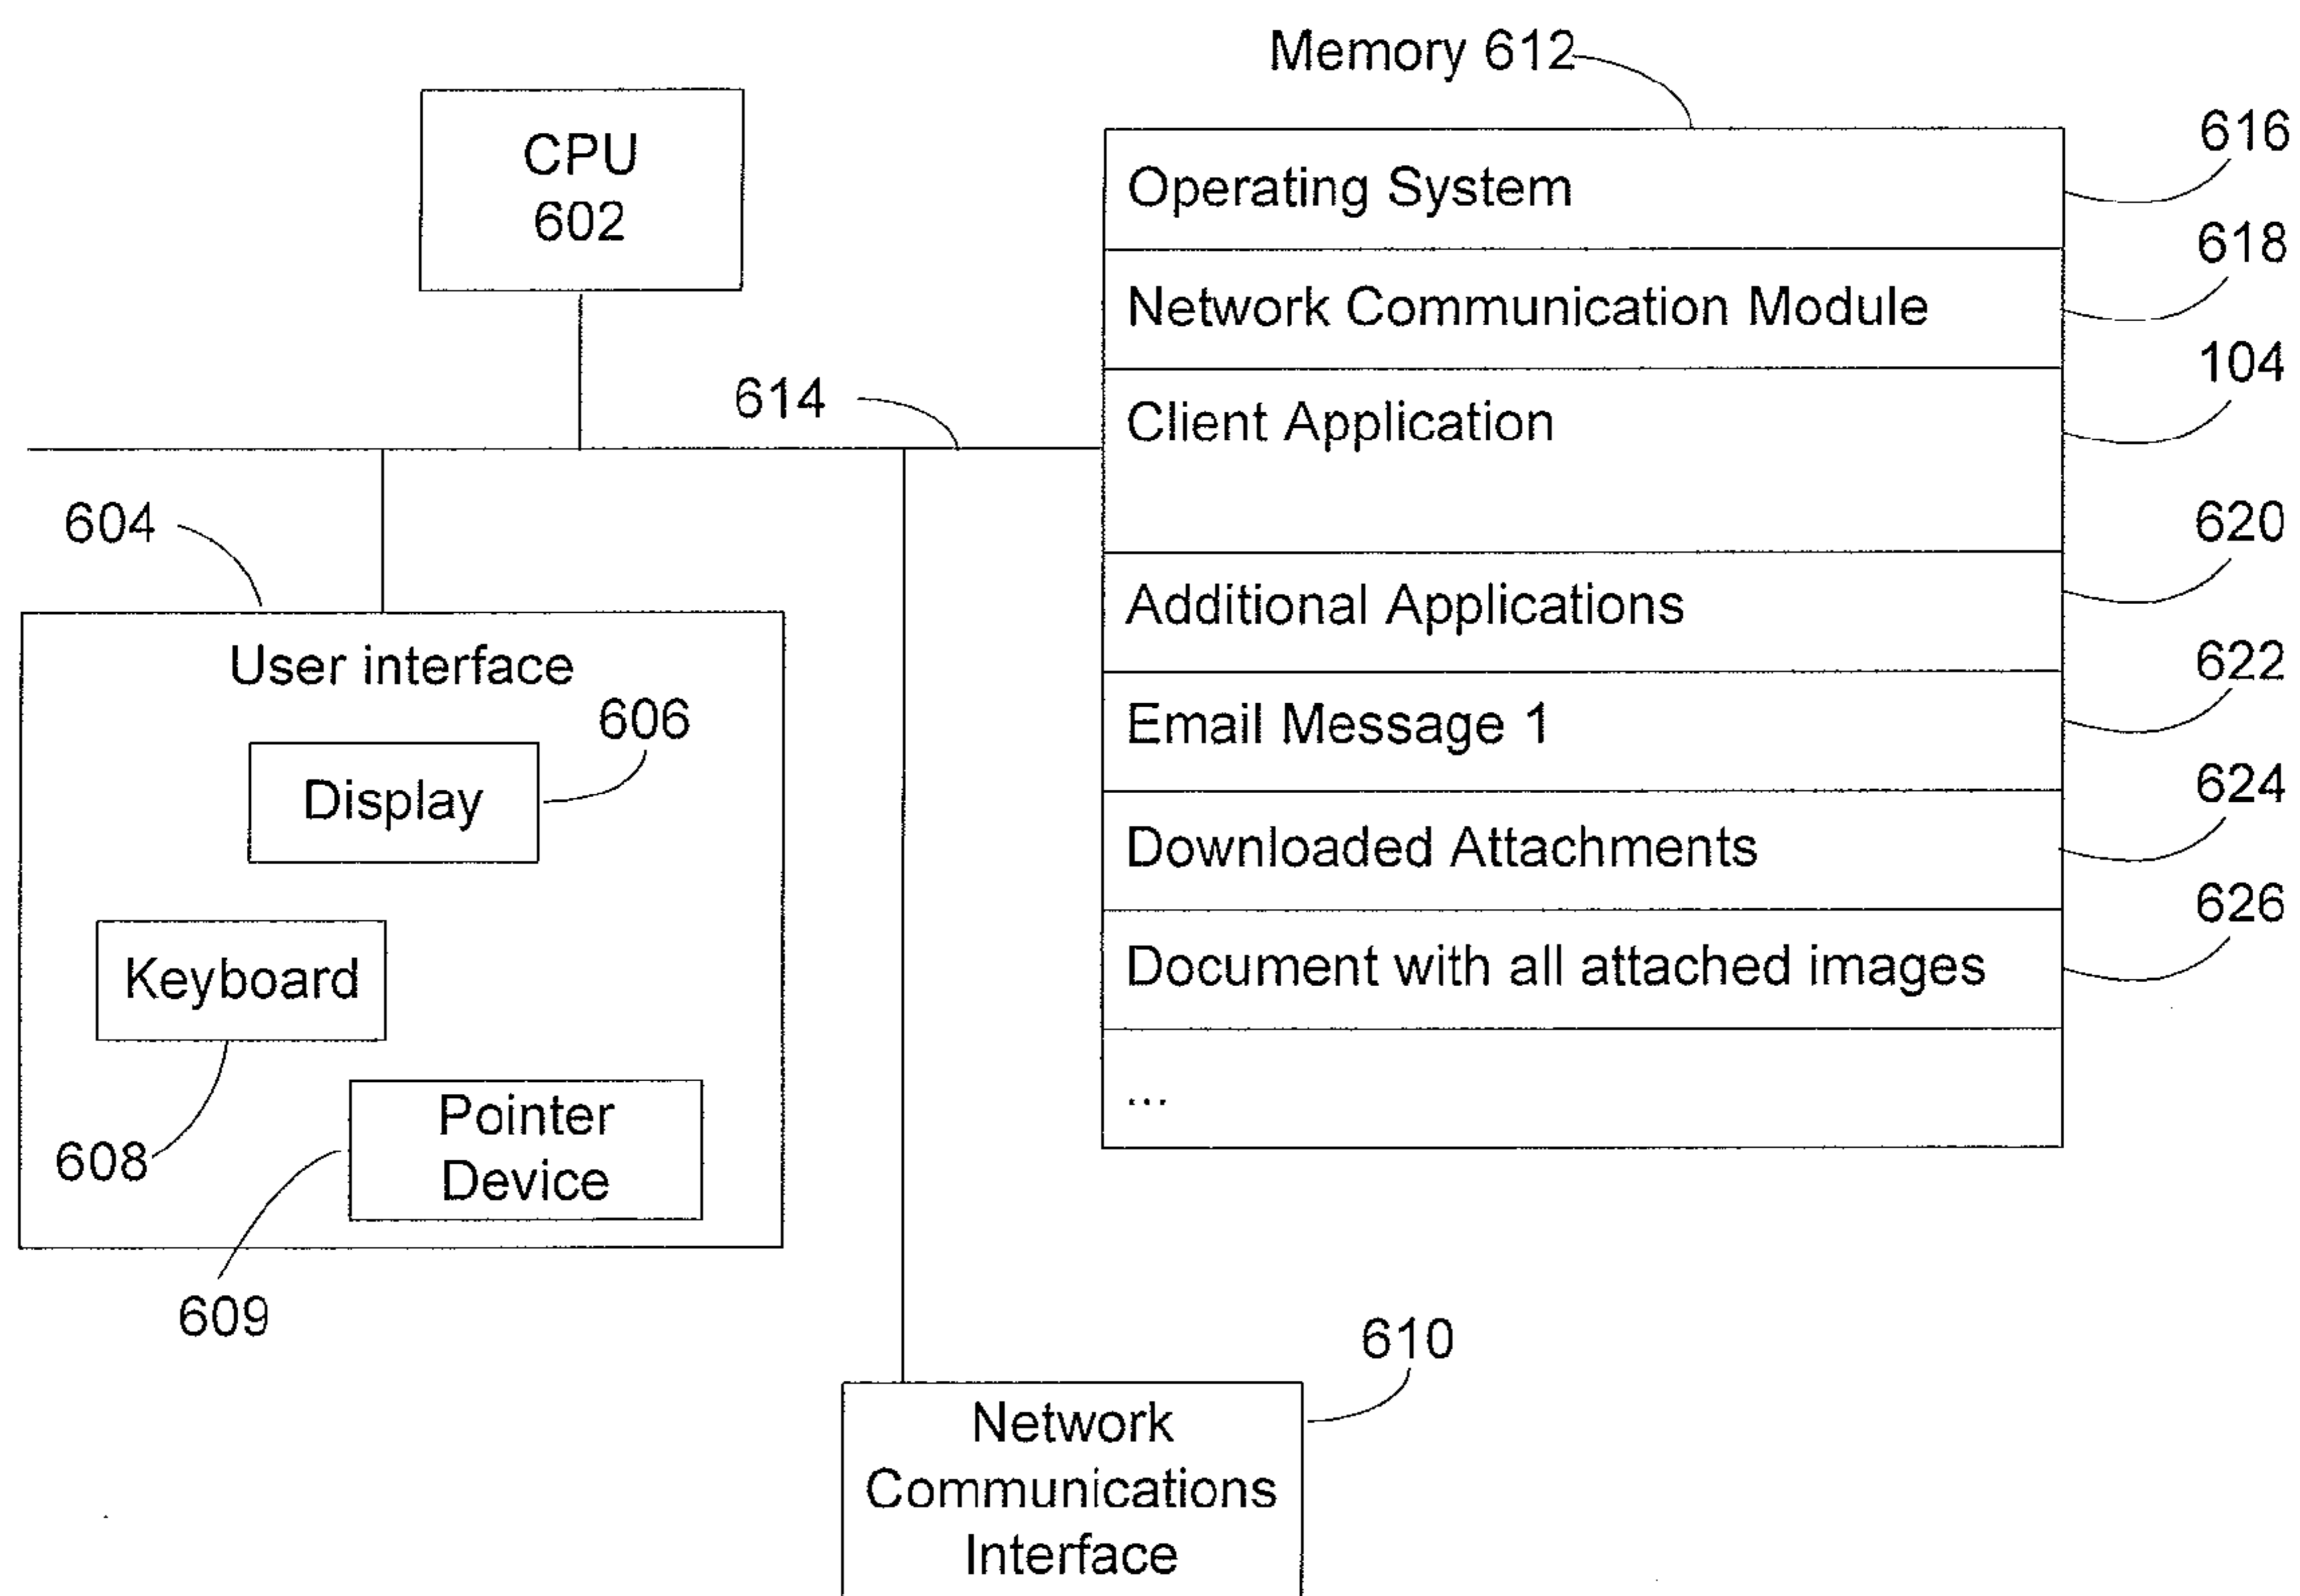 Memory 612
CPU
602
616
Operating System
618
Network Communication Module
104
614
Client Application
604
620
Additional Applications
User interface
622
606
Email Message 1
Display
624
Downloaded Attachments
626
Keyboard
Document with all attached images
...
Pointer
Device
608
609
610
Network
Communications
Interface